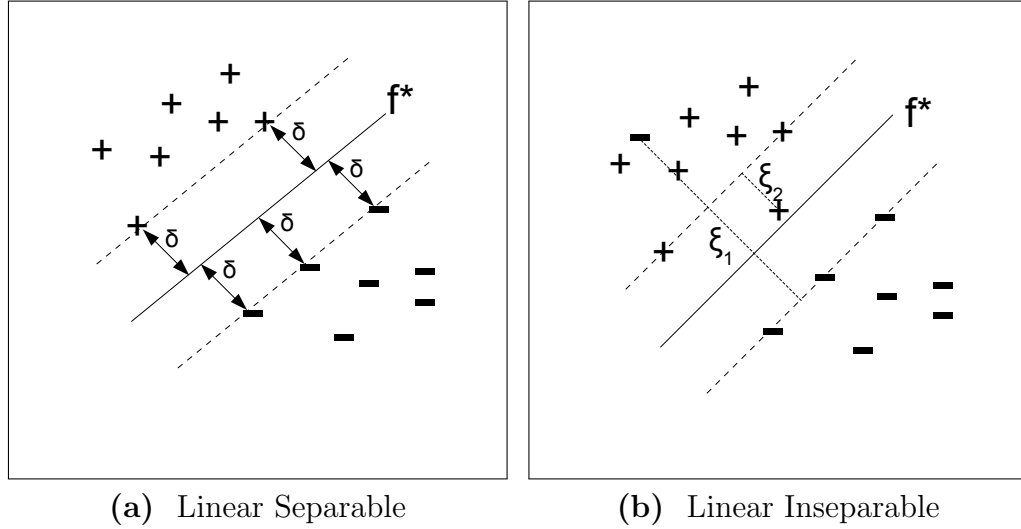 f*
δ
δ
δ
δ
δ
(a) Linear Separable
f*
ξ2
ξ1
(b) Linear Inseparable